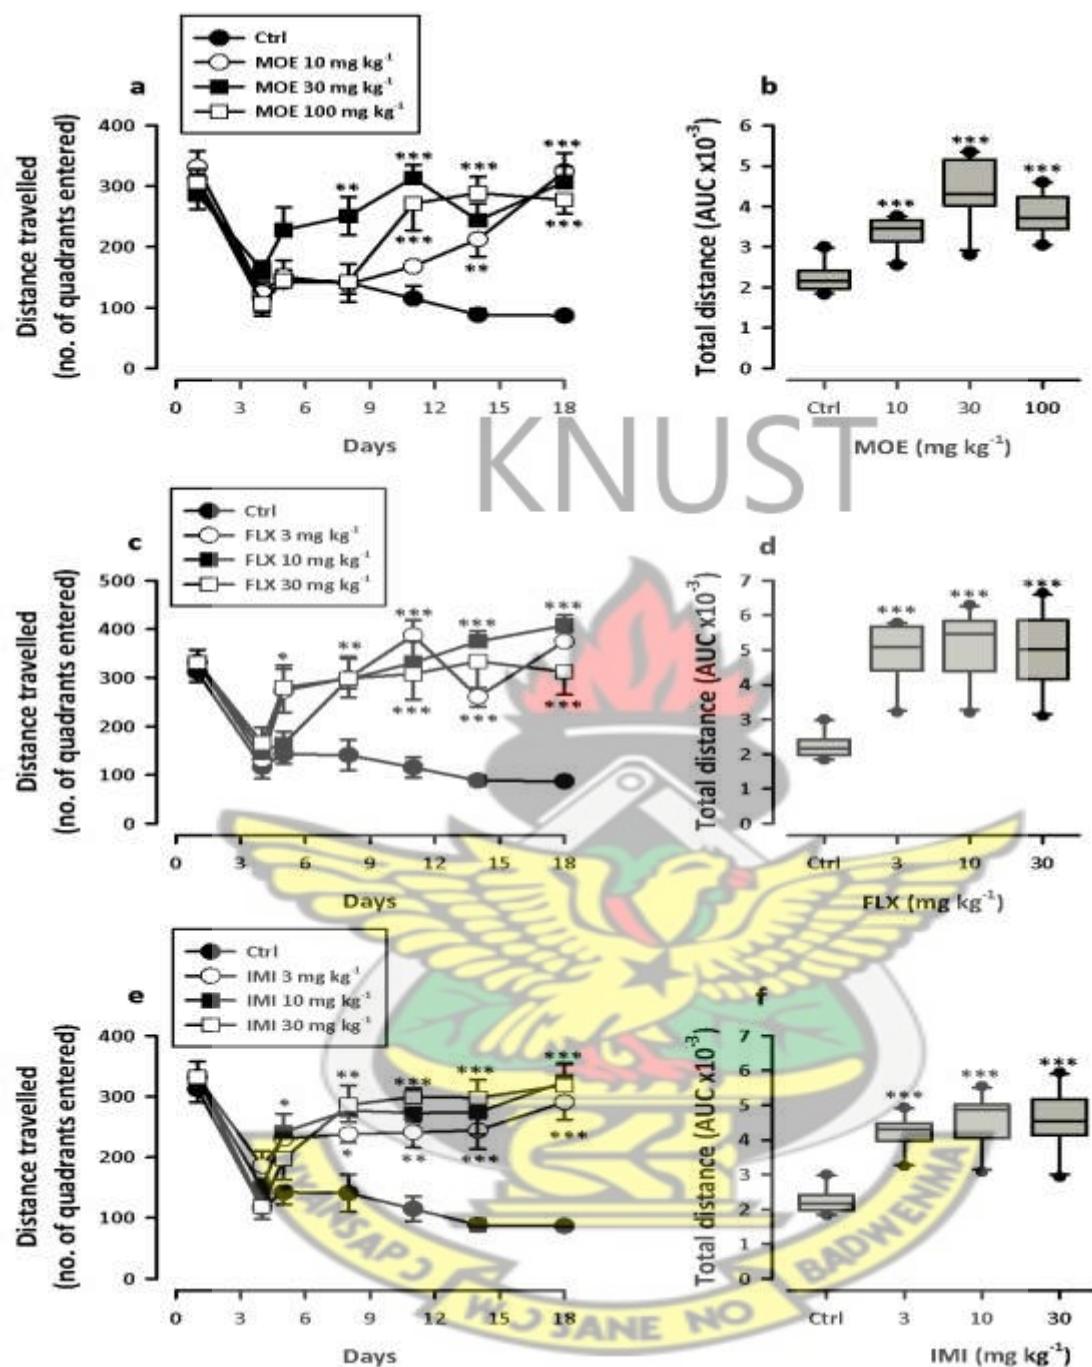 Ctrl
MOE 10 mg kg⁻¹
MOE 30 mg kg⁻¹
MOE 100 mg kg⁻¹
a
Distance travelled
(no. of quadrants entered)
400
300
200
100
0
** *** *** ***
*** ** ***
0 3 6 9 12 15 18
Days
b
Total distance (AUC x10⁻³)
6
5
4
3
2
1
0
*** *** ***
Ctrl 10 30 100
MOE (mg kg⁻¹)
KNUST
Ctrl
FLX 3 mg kg⁻¹
FLX 10 mg kg⁻¹
FLX 30 mg kg⁻¹
c
Distance travelled
(no. of quadrants entered)
500
400
300
200
100
0
* ** *** *** ***
*** *** ***
0 3 6 9 12 15 18
Days
d
Total distance (AUC x10⁻³)
7
6
5
4
3
2
1
0
*** *** ***
Ctrl 3 10 30
FLX (mg kg⁻¹)
Ctrl
IMI 3 mg kg⁻¹
IMI 10 mg kg⁻¹
IMI 30 mg kg⁻¹
e
Distance travelled
(no. of quadrants entered)
400
300
200
100
0
* ** *** *** ***
* ** *** ***
0 3 6 9 12 15 18
Days
f
Total distance (AUC x10⁻³)
7
6
5
4
3
2
1
0
*** *** ***
Ctrl 3 10 30
IMI (mg kg⁻¹)
NYANSAPƆ WƆSANE NO BADWENMA